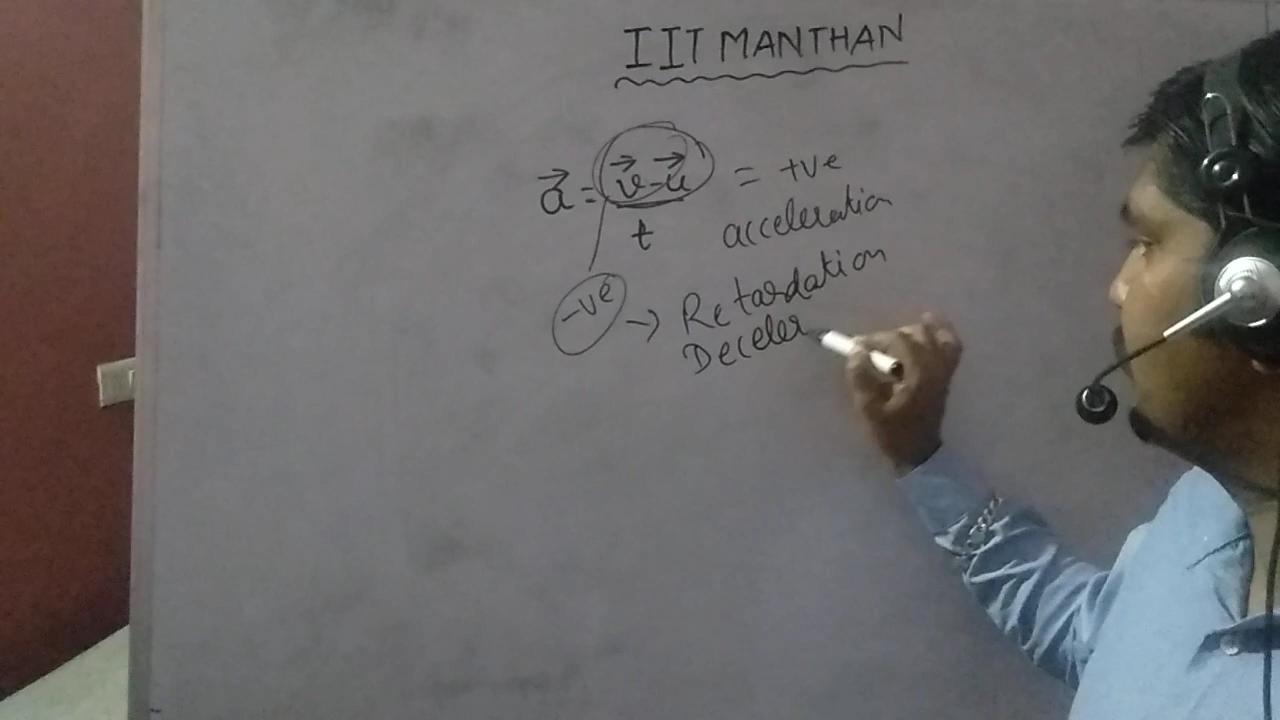 IIT MANTHAN
a⃗ = v⃗-u⃗ = +ve
t acceleration
-ve → Retardation
Deceler